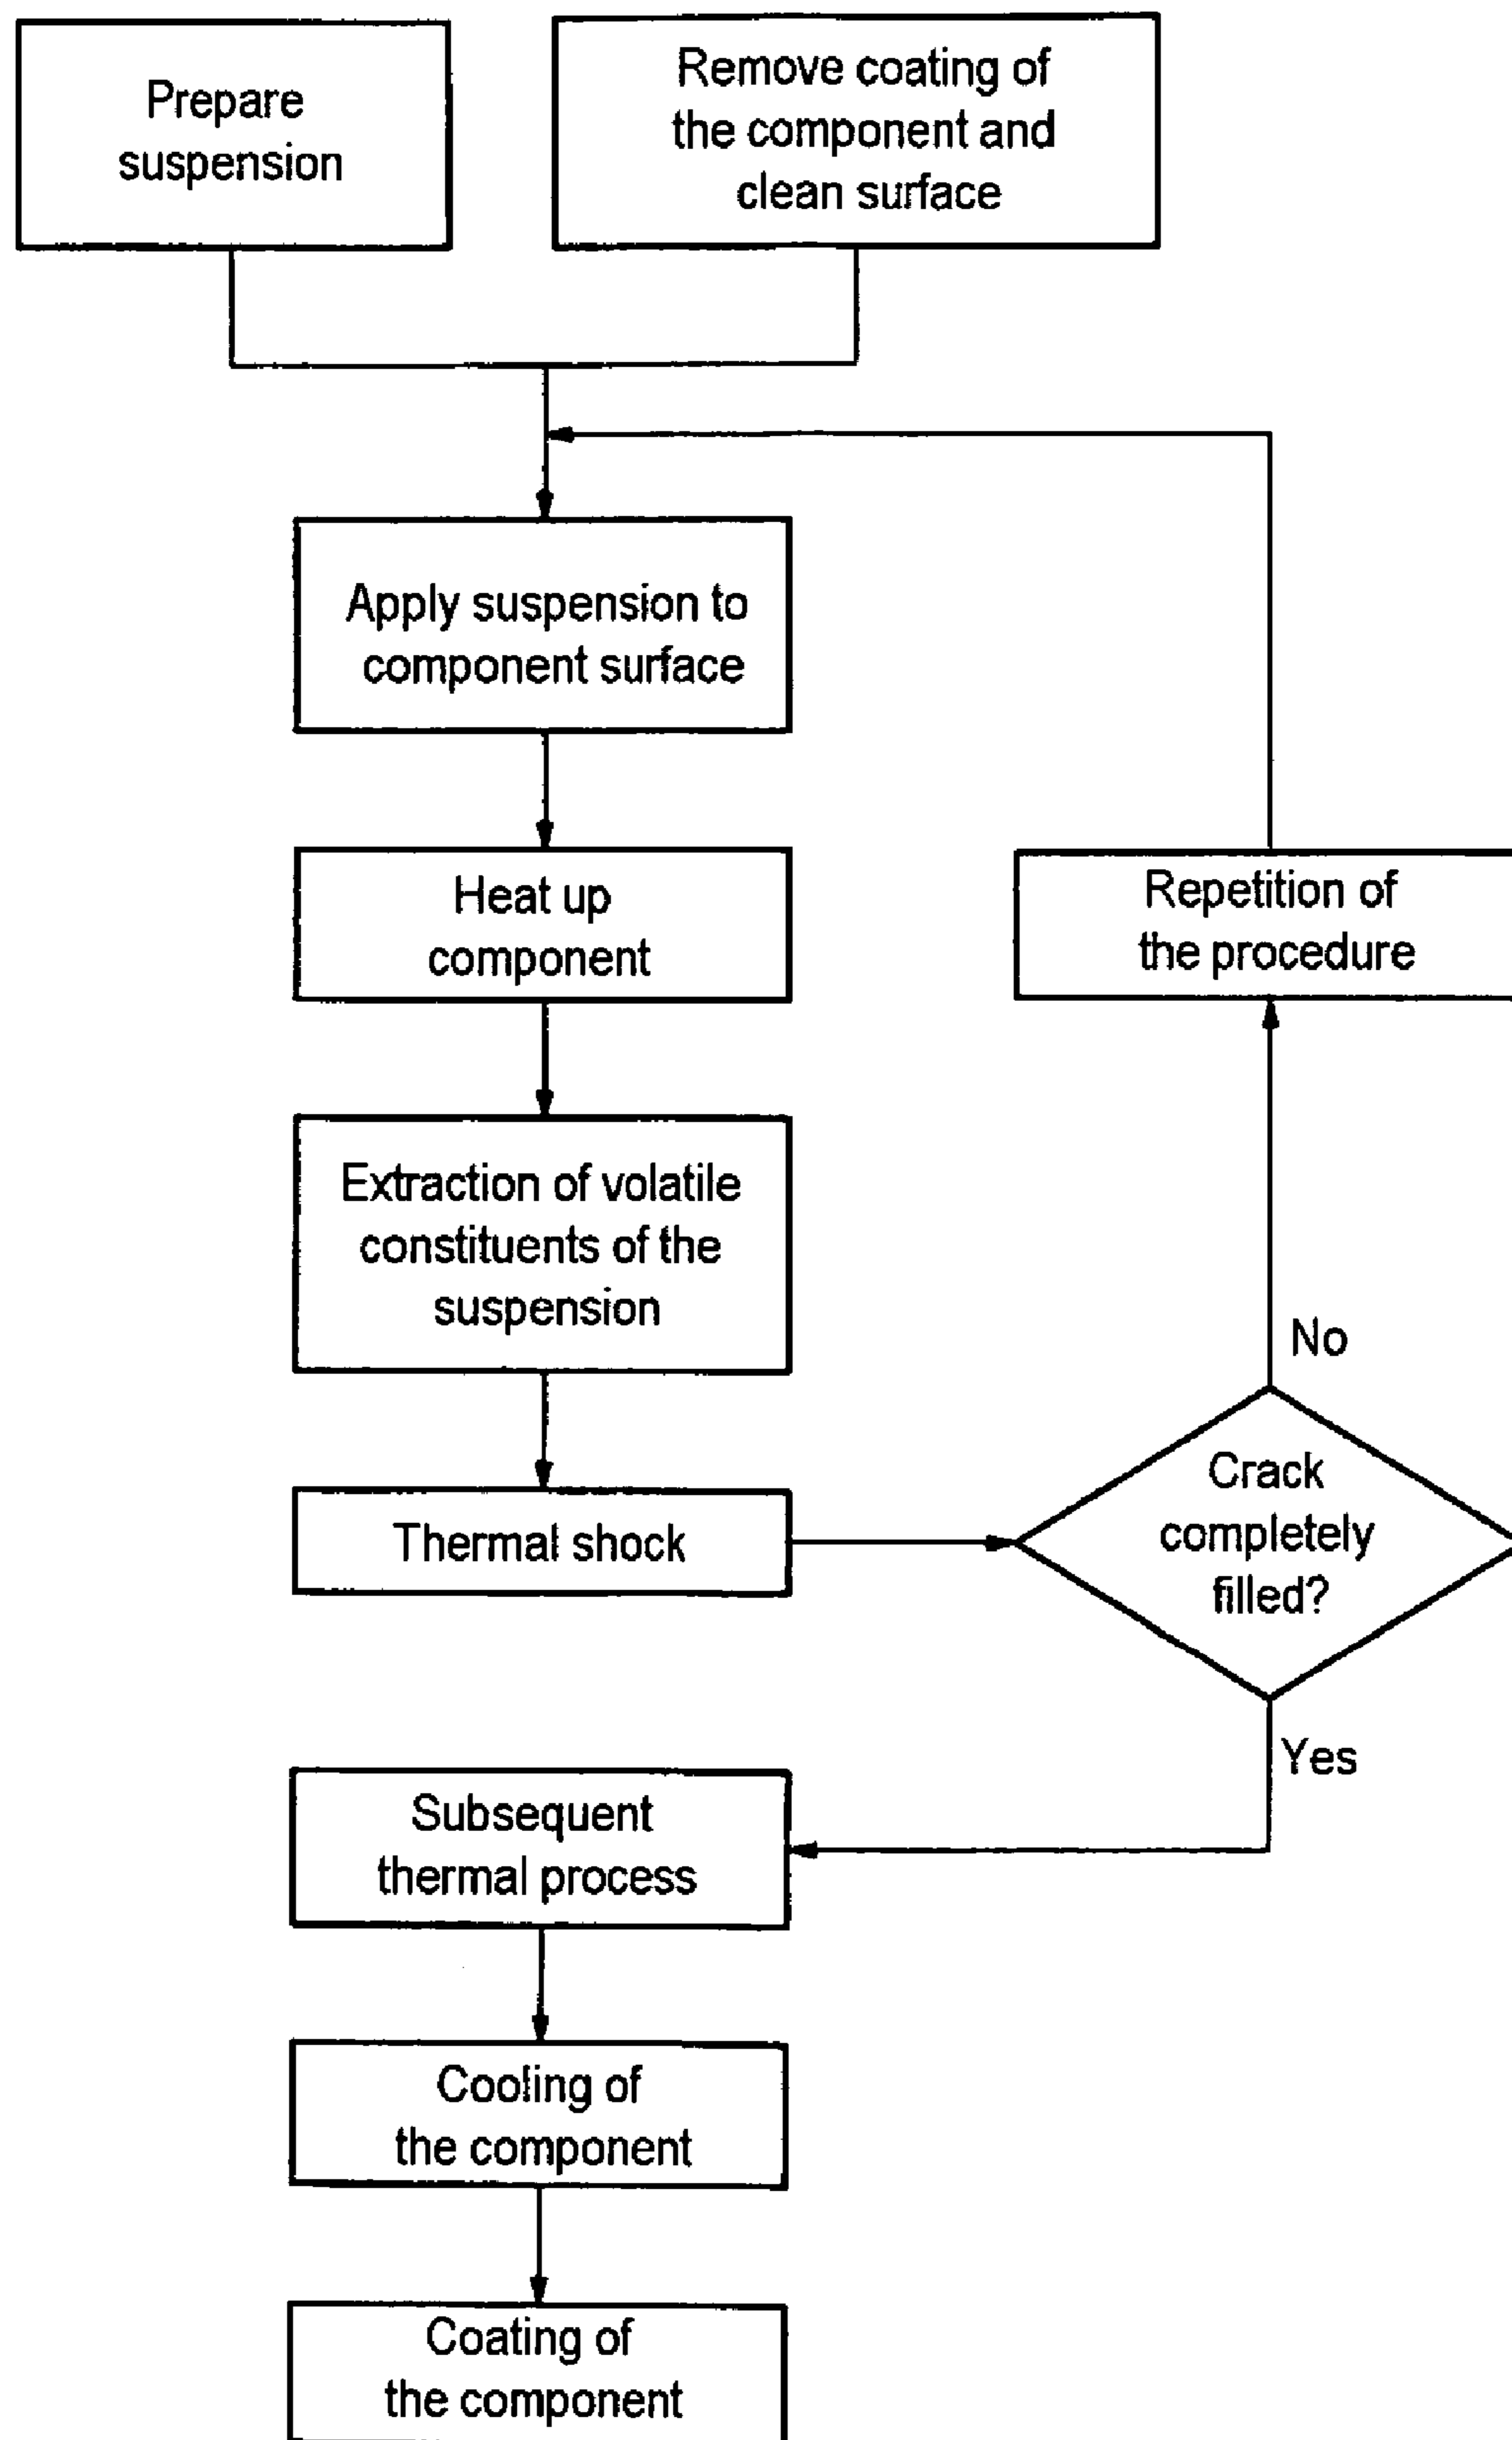 Prepare
suspension
Remove coating of
the component and
clean surface
Apply suspension to
component surface
Heat up
component
Repetition of
the procedure
Extraction of volatile
constituents of the
suspension
No
Thermal shock
Crack
completely
filled?
Yes
Subsequent
thermal process
Cooling of
the component
Coating of
the component